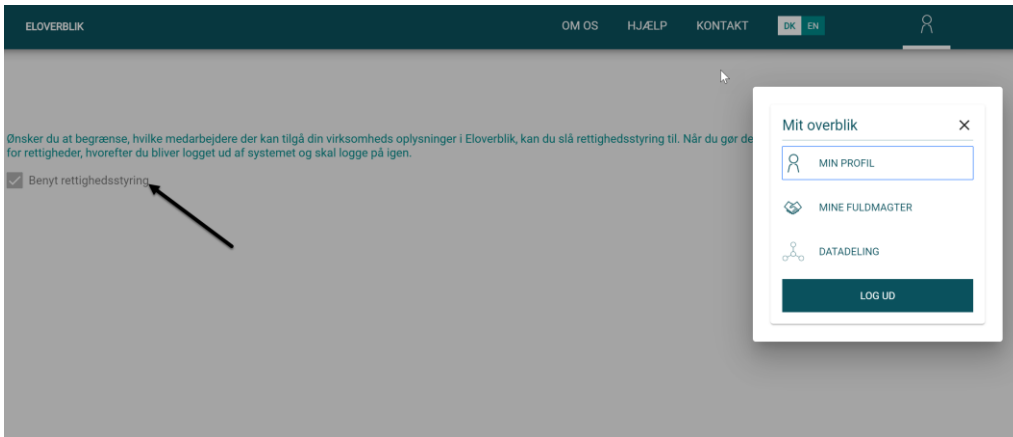 ELOVERBLIK
OM OS
HJÆLP
KONTAKT
DK EN
Ønsker du at begrænse, hvilke medarbejdere der kan tilgå din virksomheds oplysninger i Eloverblik, kan du slå rettighedsstyring til. Når du gør de
for rettigheder, hvorefter du bliver logget ud af systemet og skal logge på igen.
Benyt rettighedsstyring
Mit overblik
MIN PROFIL
MINE FULDMAGTER
DATADELING
LOG UD